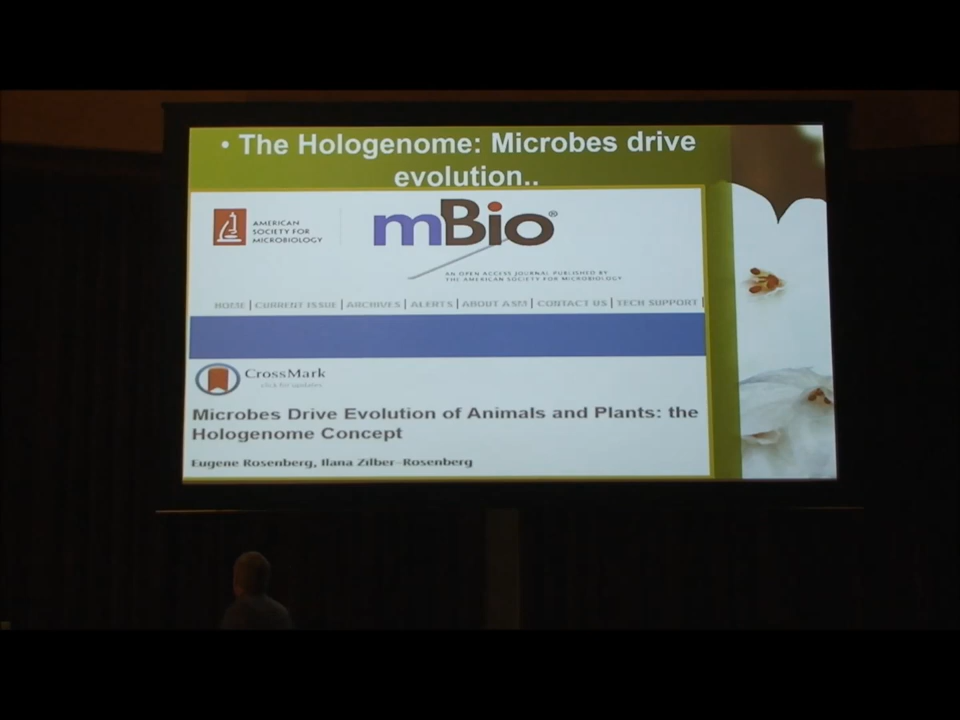 • The Hologenome: Microbes drive
evolution..
AMERICAN
SOCIETY FOR
MICROBIOLOGY
mBio®
AN OPEN ACCESS JOURNAL PUBLISHED BY
THE AMERICAN SOCIETY FOR MICROBIOLOGY
HOME | CURRENT ISSUE | ARCHIVES | ALERTS | ABOUT ASM | CONTACT US | TECH SUPPORT |
CrossMark
click for updates
Microbes Drive Evolution of Animals and Plants: the
Hologenome Concept
Eugene Rosenberg, Ilana Zilber-Rosenberg